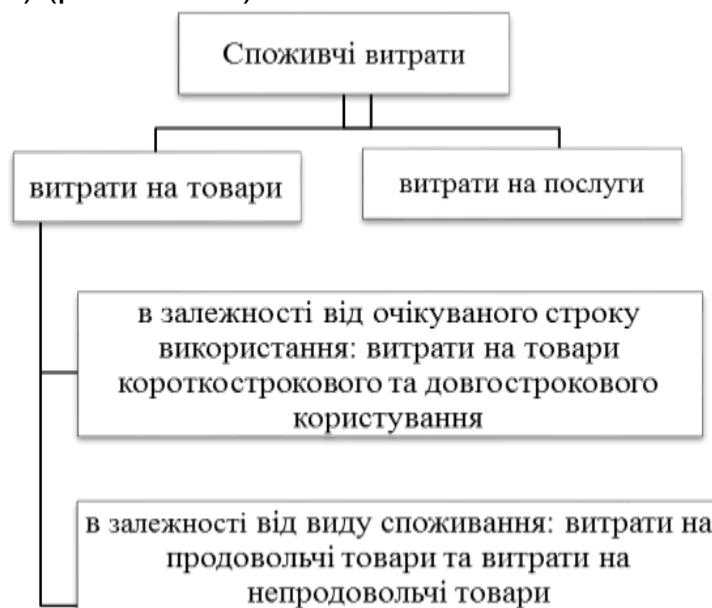 Споживчі витрати
витрати на товари
витрати на послуги
в залежності від очікуваного строку
використання: витрати на товари
короткострокового та довгострокового
користування
в залежності від виду споживання: витрати на
продовольчі товари та витрати на
непродовольчі товари